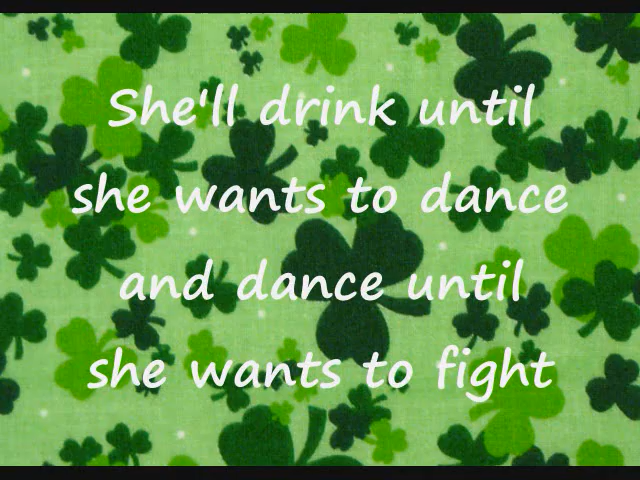 She'll drink until
she wants to dance
and dance until
she wants to fight